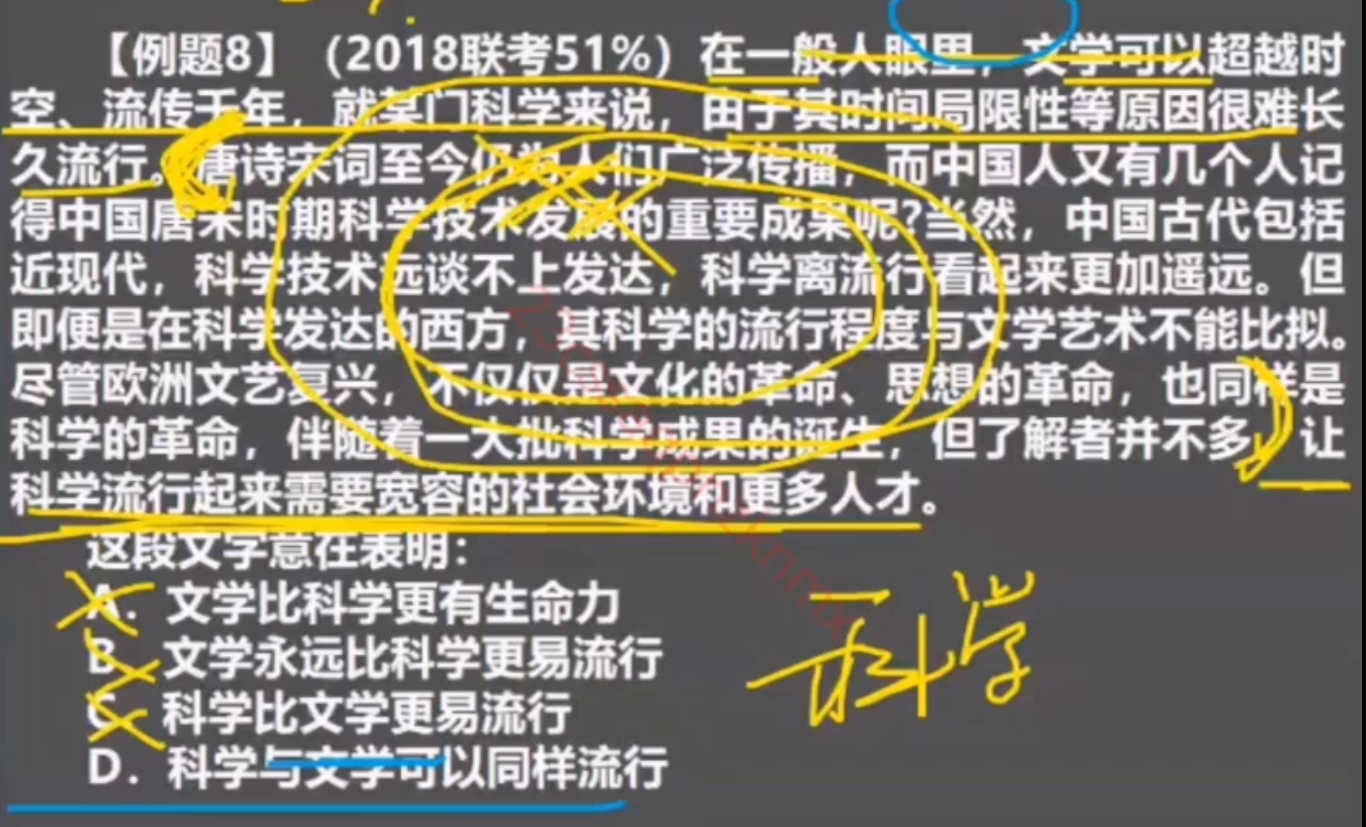 【例题8】（2018联考51%）在一般人眼里，文学可以超越时
空、流传千年，就某门科学来说，由于其时间局限性等原因很难长
久流行。唐诗宋词至今仍为人们广泛传播，而中国人又有几个人记
得中国唐宋时期科学技术发展的重要成果呢?当然，中国古代包括
近现代，科学技术远谈不上发达，科学离流行看起来更加遥远。但
即便是在科学发达的西方，其科学的流行程度与文学艺术不能比拟。
尽管欧洲文艺复兴，不仅仅是文化的革命、思想的革命，也同样是
科学的革命，伴随着一大批科学成果的诞生，但了解者并不多，让
科学流行起来需要宽容的社会环境和更多人才。
这段文字意在表明：
A．文学比科学更有生命力
B．文学永远比科学更易流行
C．科学比文学更易流行
D．科学与文学可以同样流行
科学